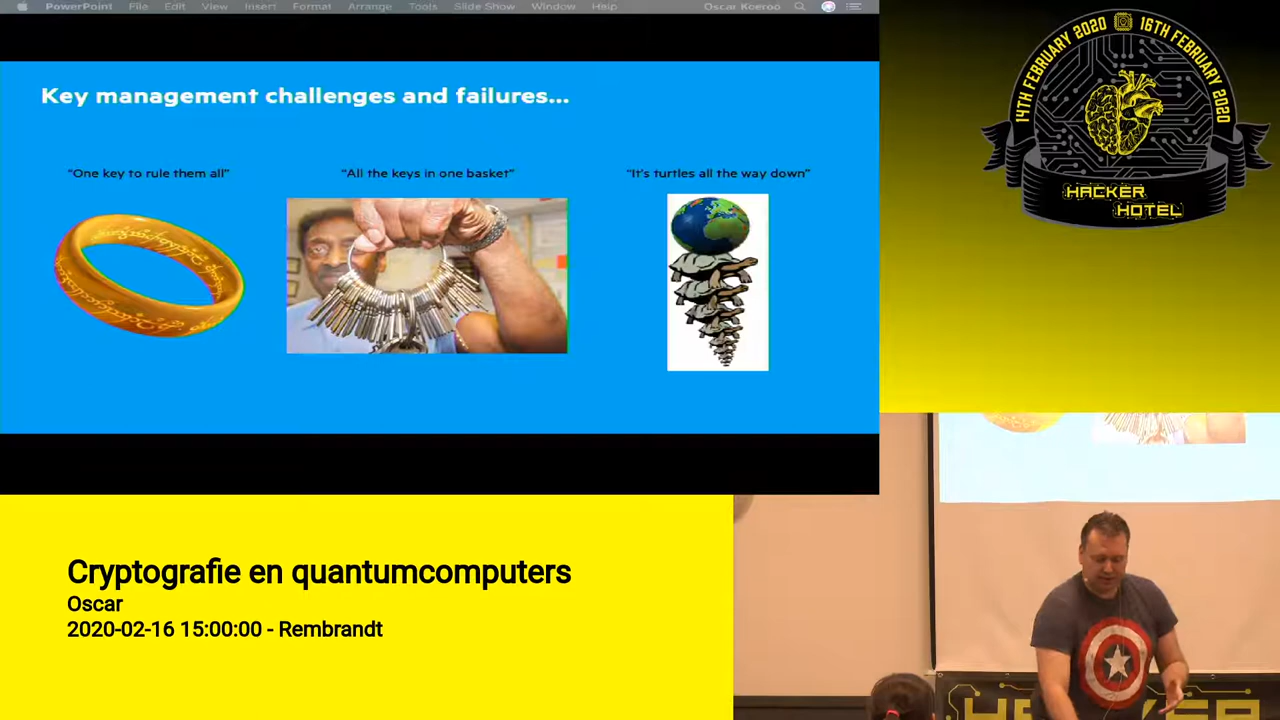 PowerPoint File Edit View Insert Format Arrange Tools Slide Show Window Help Oscar Koeroo
Key management challenges and failures...
"One key to rule them all" "All the keys in one basket" "It's turtles all the way down"
14TH FEBRUARY 2020 16TH FEBRUARY 2020
HACKER
HOTEL
Cryptografie en quantumcomputers
Oscar
2020-02-16 15:00:00 - Rembrandt
HACKER